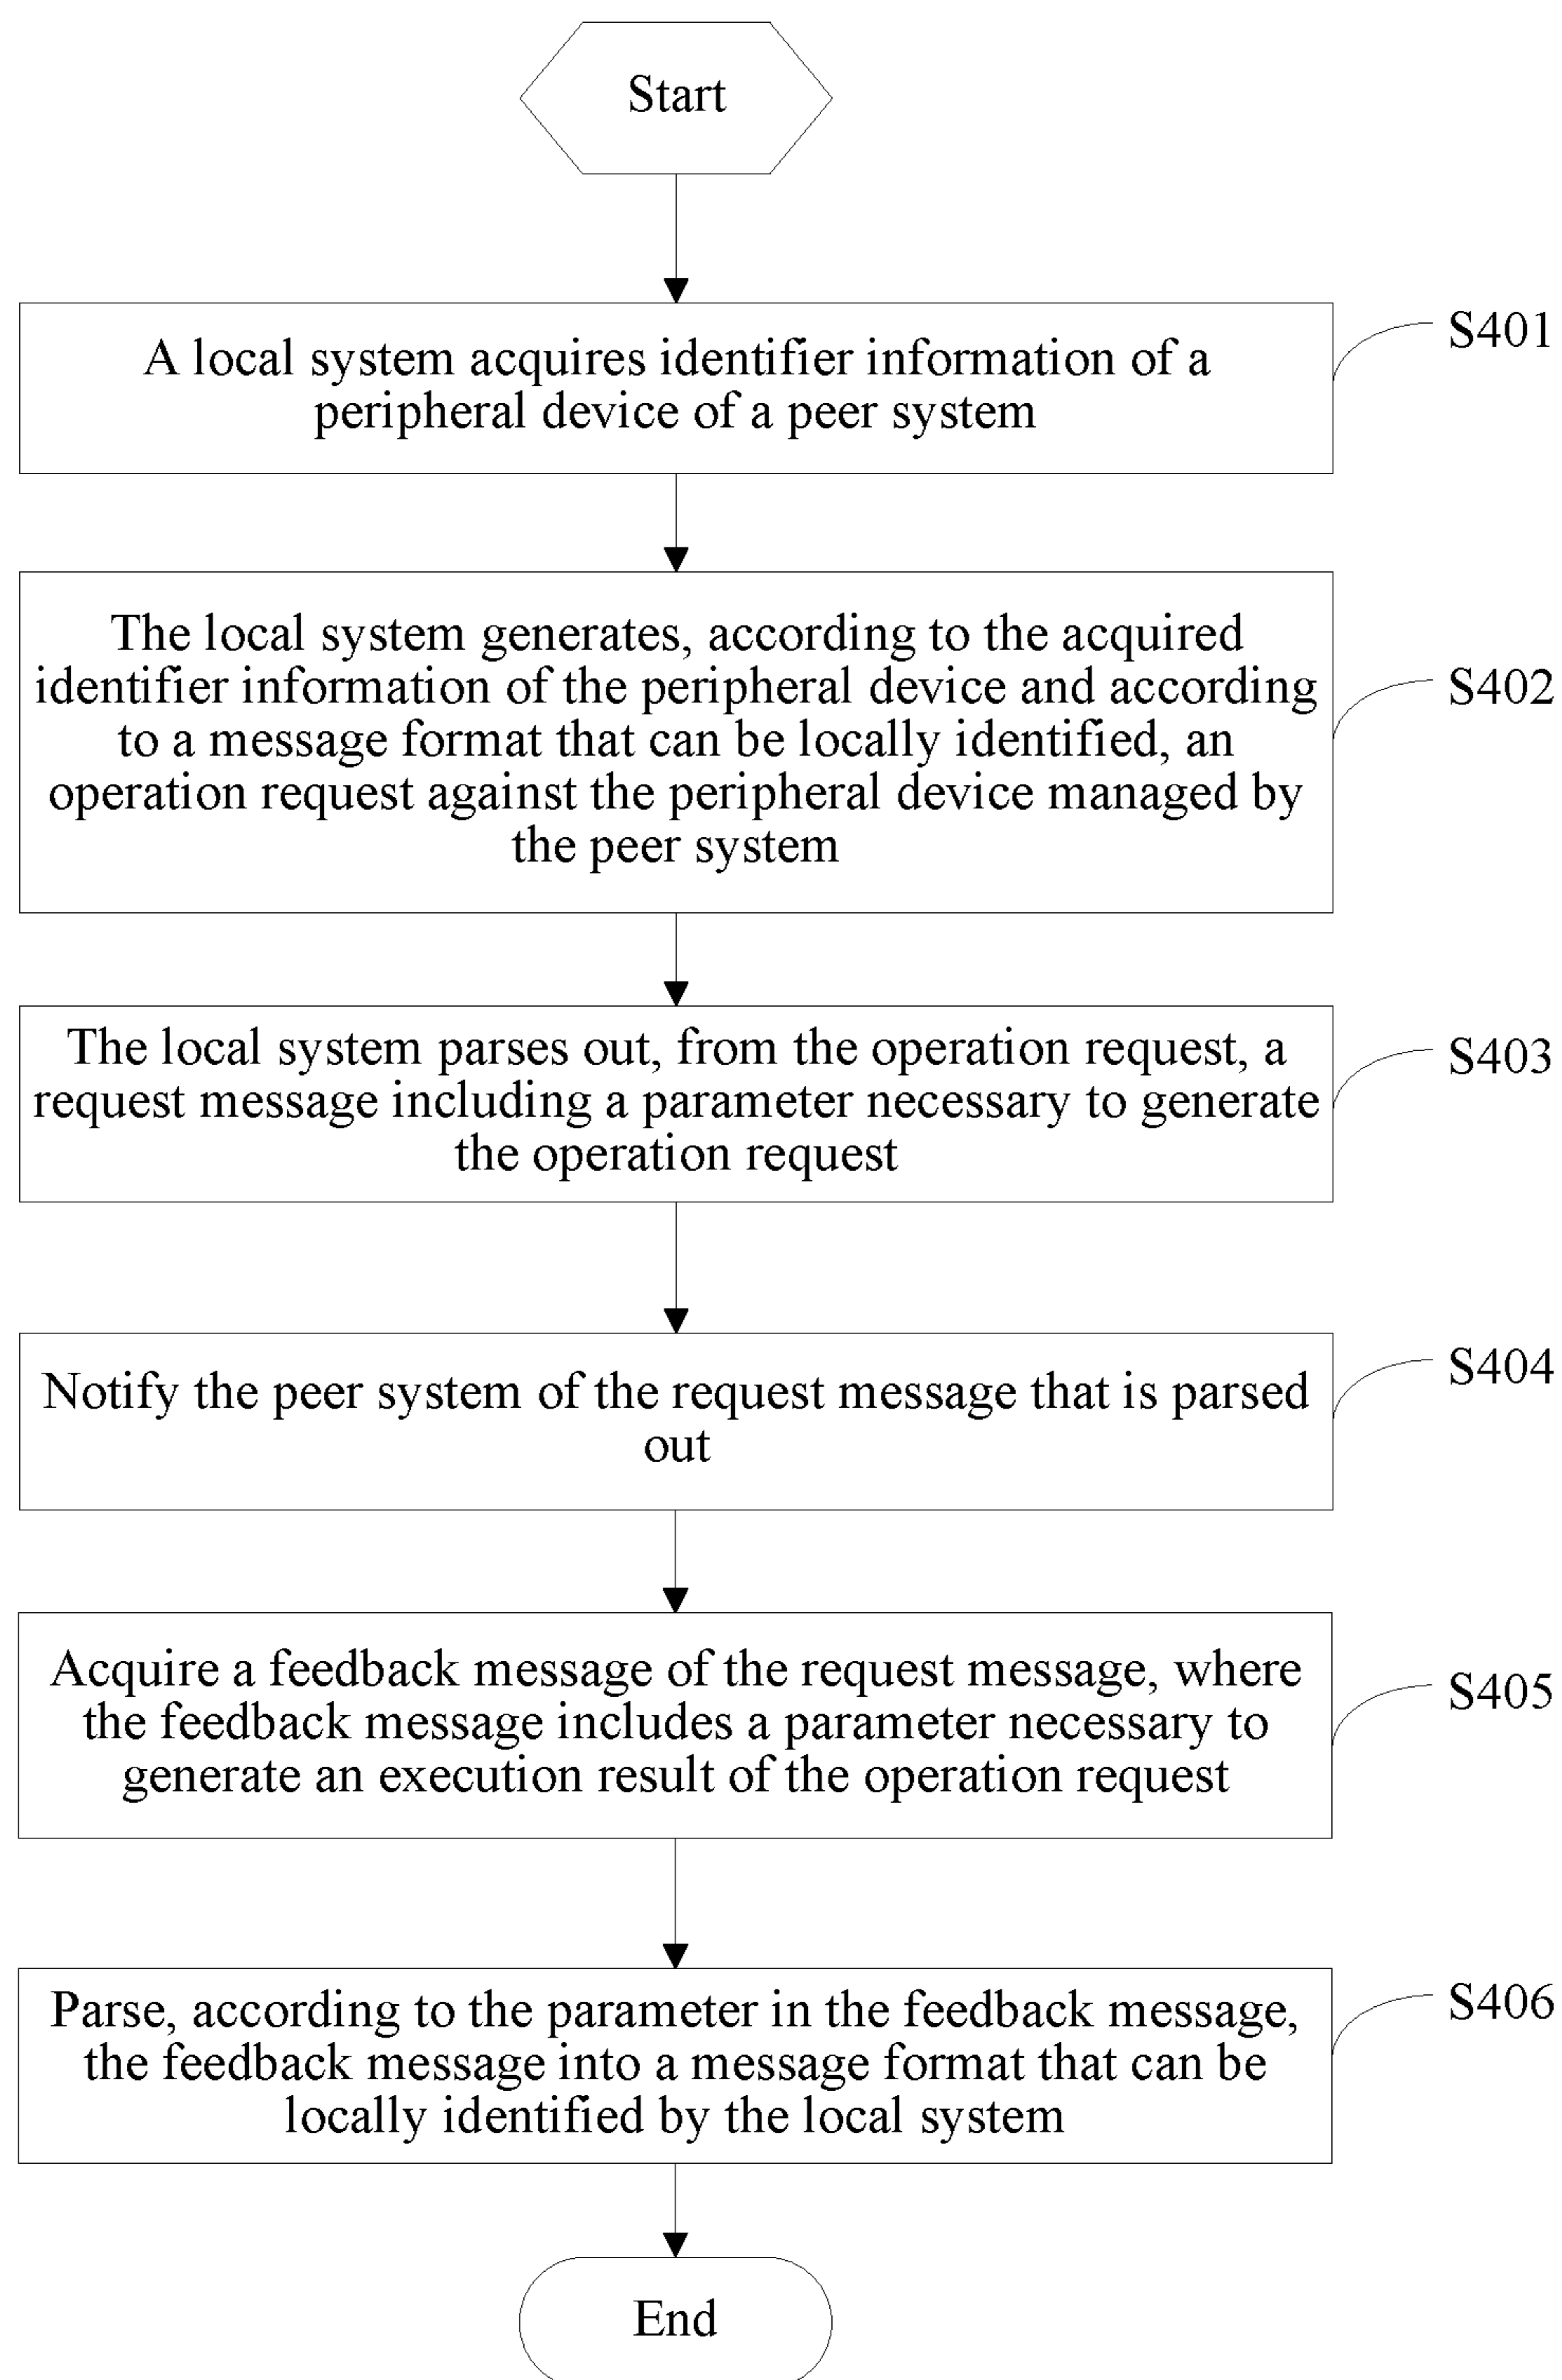 Start
A local system acquires identifier information of a
peripheral device of a peer system
S401
The local system generates, according to the acquired
identifier information of the peripheral device and according
to a message format that can be locally identified, an
operation request against the peripheral device managed by
the peer system
S402
The local system parses out, from the operation request, a
request message including a parameter necessary to generate
the operation request
S403
Notify the peer system of the request message that is parsed
out
S404
Acquire a feedback message of the request message, where
the feedback message includes a parameter necessary to
generate an execution result of the operation request
S405
Parse, according to the parameter in the feedback message,
the feedback message into a message format that can be
locally identified by the local system
S406
End